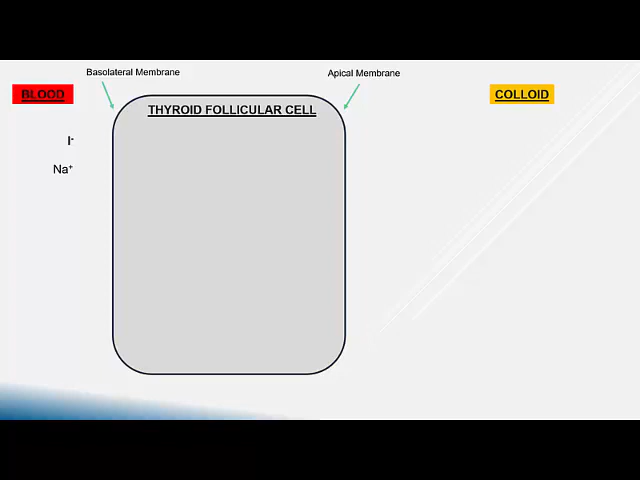 Basolateral Membrane
Apical Membrane
BLOOD
COLLOID
THYROID FOLLICULAR CELL
I-
Na+